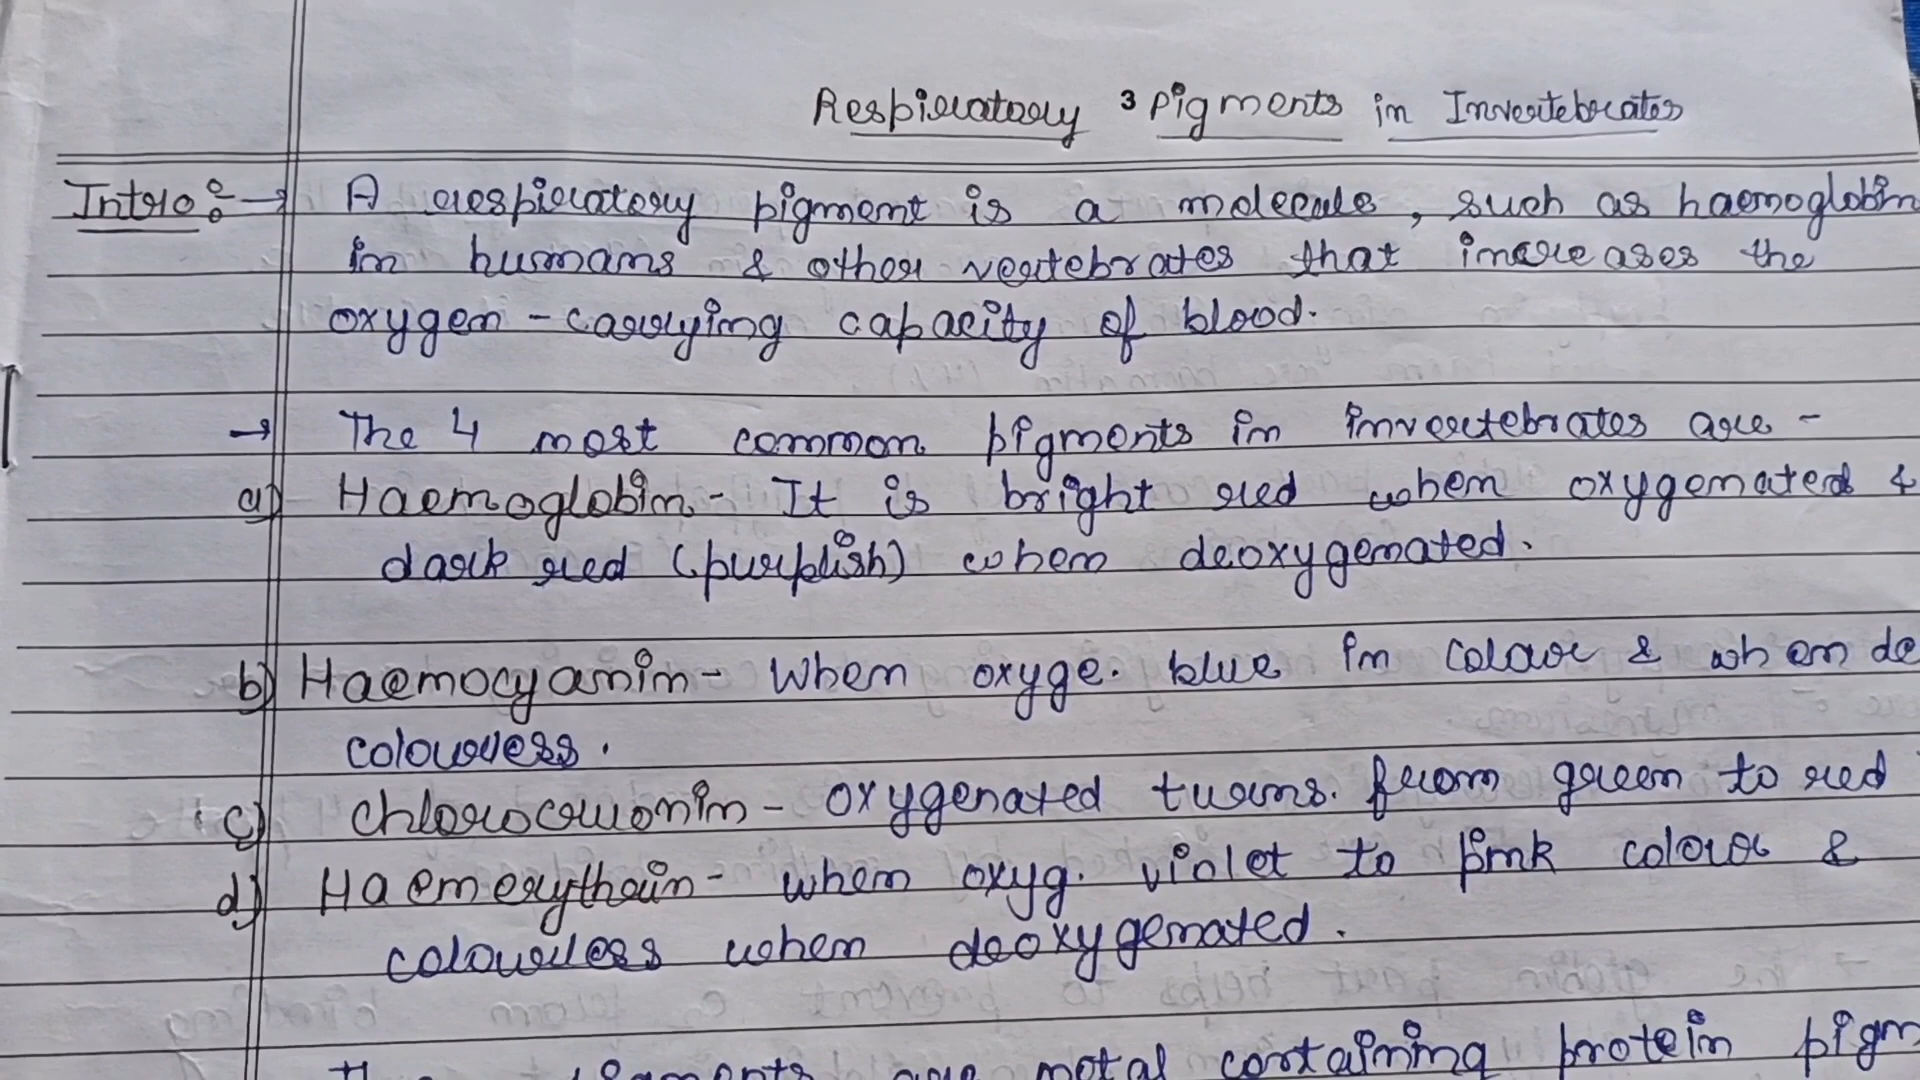 Respiratory 3 Pigments in Invertebrates
Intro :→ A respiratory pigment is a molecule, such as haemoglobin
in humans & other vertebrates that increases the
oxygen - carrying capacity of blood.
→ The 4 most common pigments in invertebrates are -
a) Haemoglobin - It is bright red when oxygenated &
dark red (purplish) when deoxygenated.
b) Haemocyanin - When oxyge. blue in colour & when de
colourless.
c) Chlorocruonin - oxygenated turns. from green to red
d) Haemerythrin - when oxyg. violet to pink colour &
colourless when deoxygenated.
are metal containing protein pigm